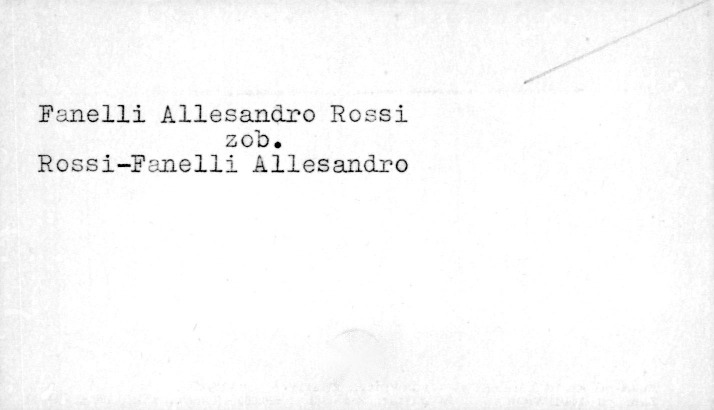 Fanelli Allesandro Rossi
zob.
Rossi-Fanelli Allesandro